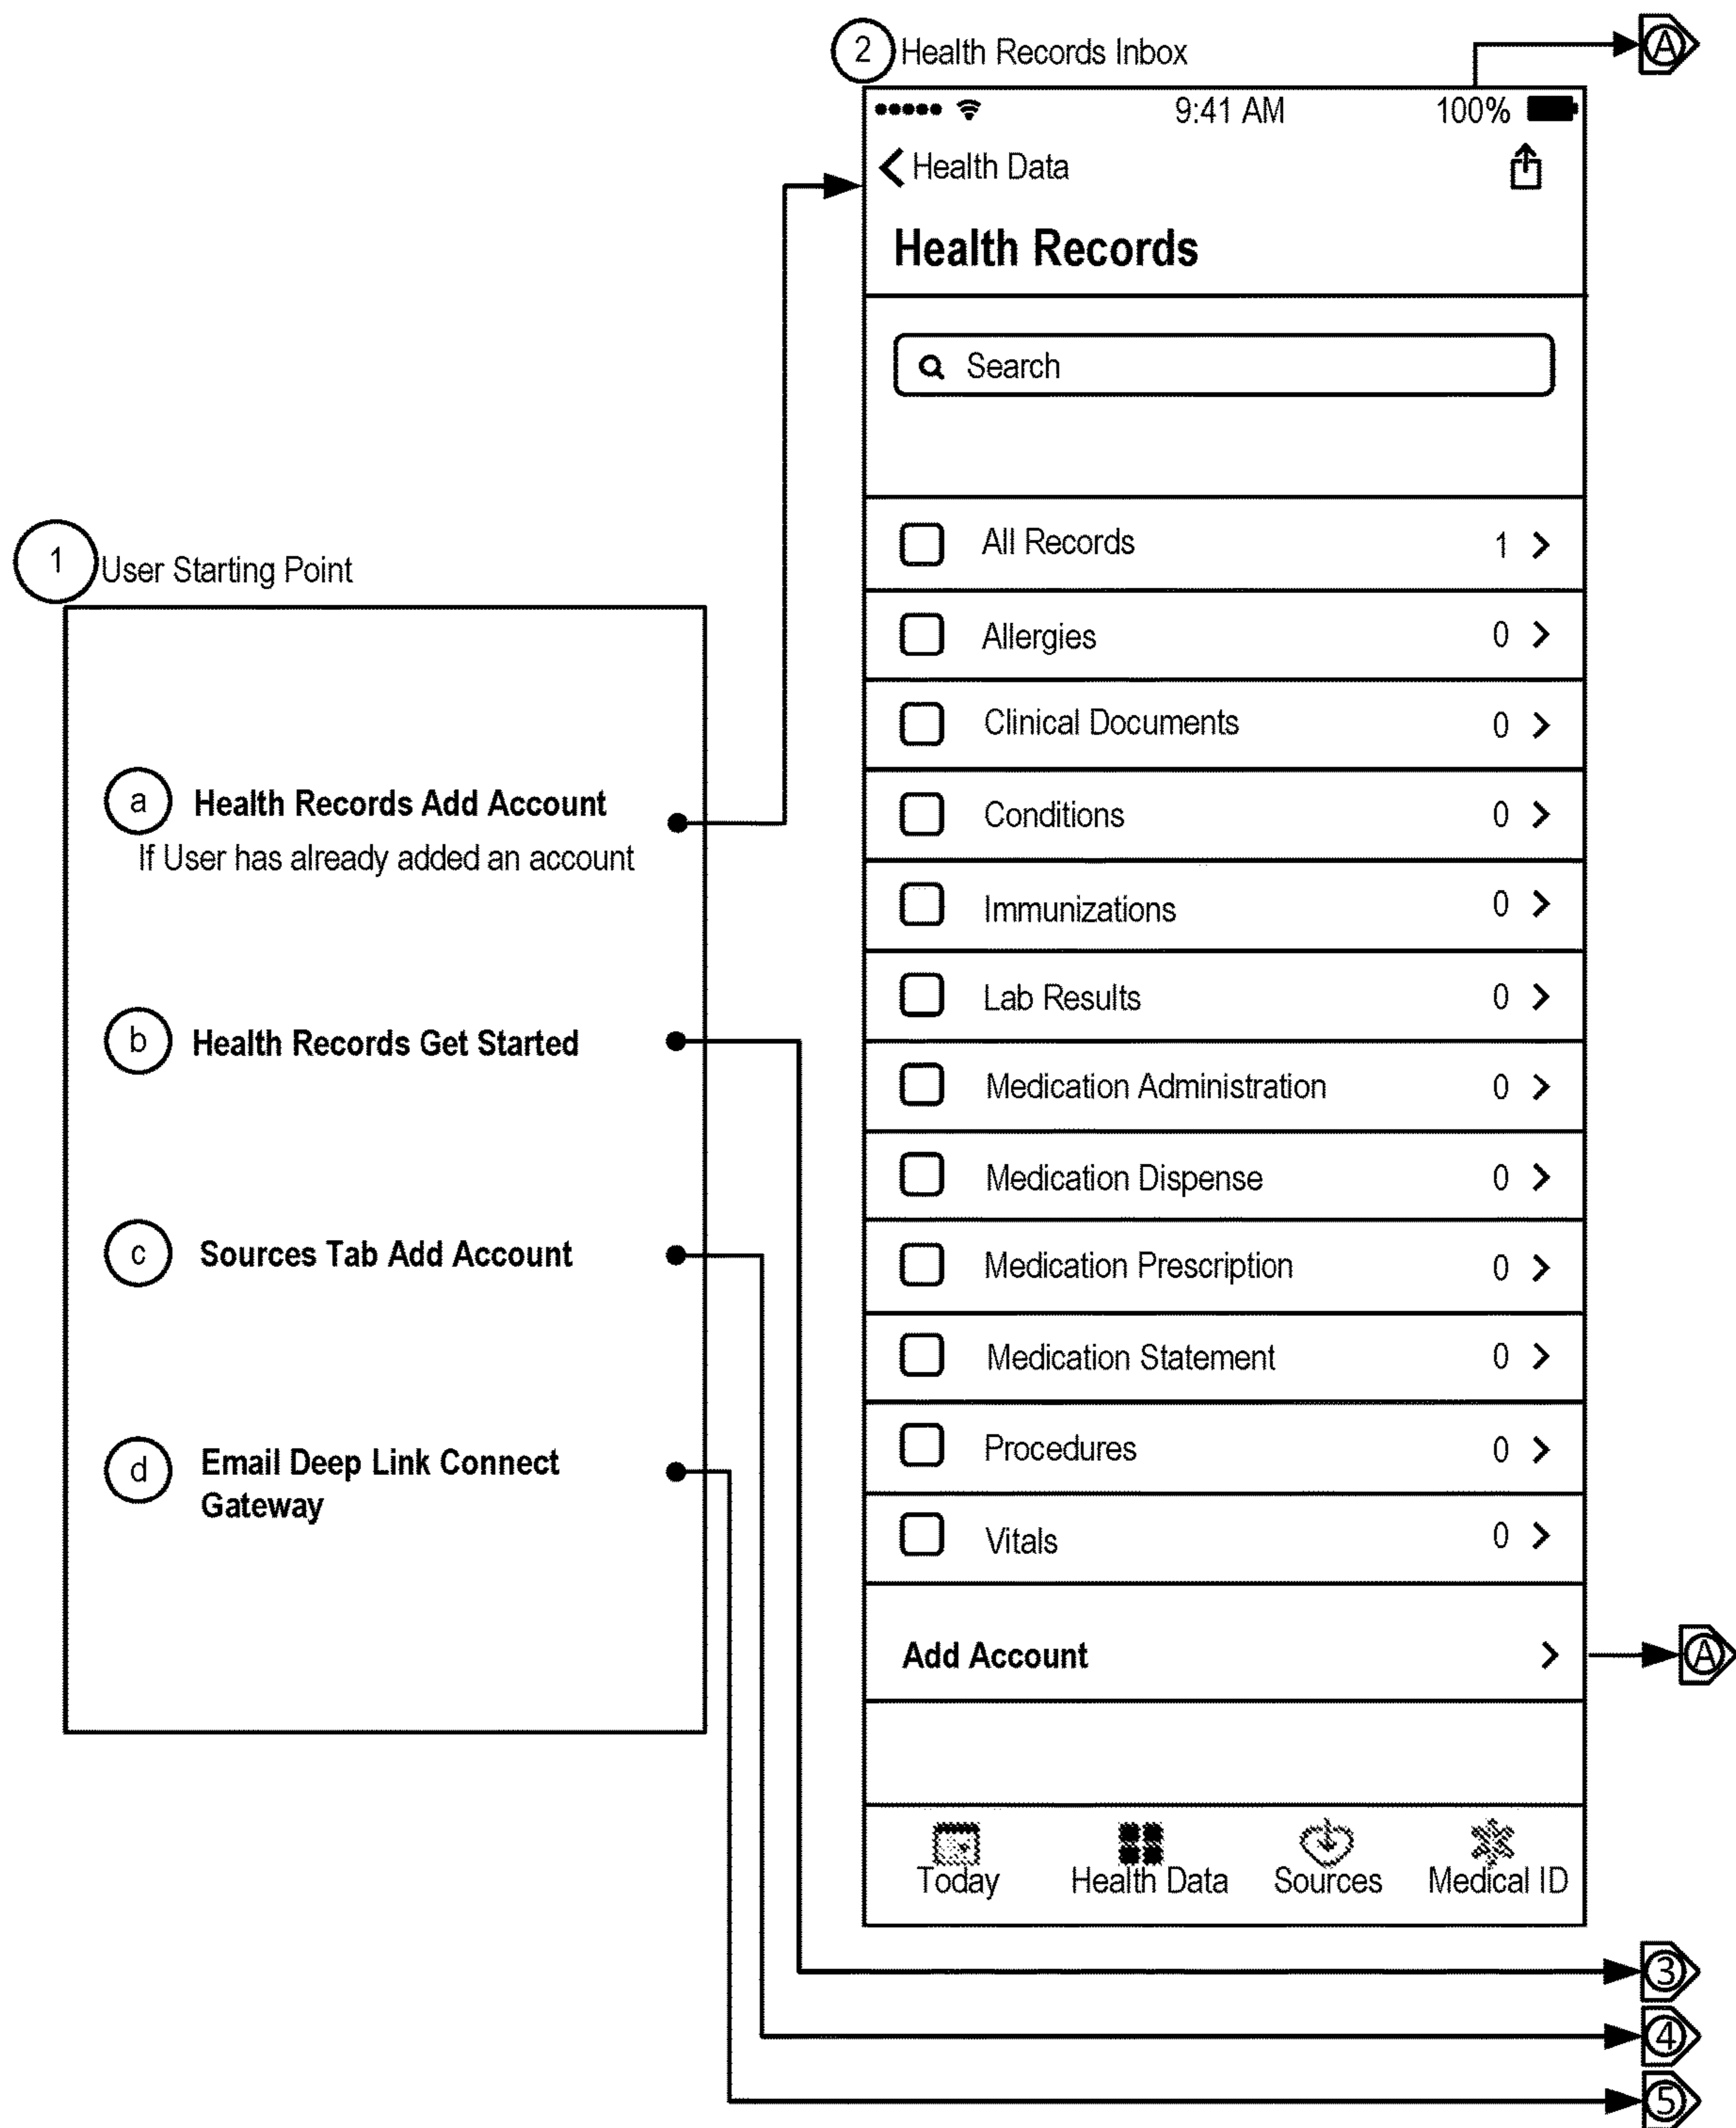 2 Health Records Inbox
A
9:41 AM 100%
Health Data
Health Records
Search
All Records 1
Allergies 0
Clinical Documents 0
Conditions 0
Immunizations 0
Lab Results 0
Medication Administration 0
Medication Dispense 0
Medication Prescription 0
Medication Statement 0
Procedures 0
Vitals 0
Add Account
A
Today Health Data Sources Medical ID
1 User Starting Point
a Health Records Add Account
If User has already added an account
b Health Records Get Started
c Sources Tab Add Account
d Email Deep Link Connect
Gateway
3
4
5